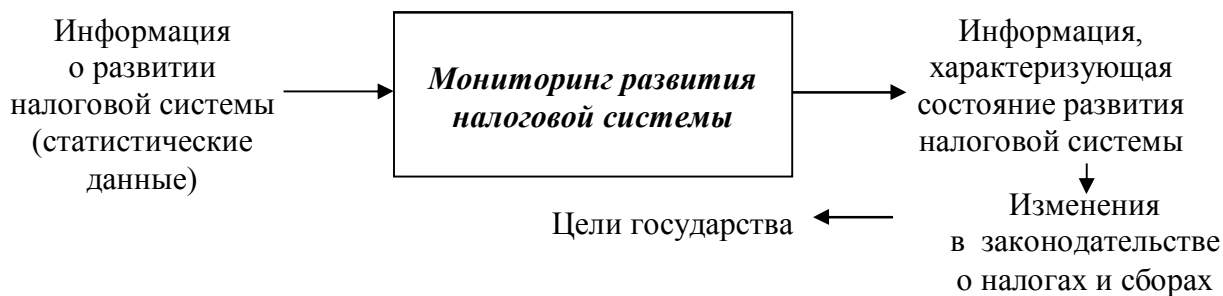 Информация
о развитии
налоговой системы
(статистические
данные)
Мониторинг развития
налоговой системы
Информация,
характеризующая
состояние развития
налоговой системы
Изменения
в законодательстве
о налогах и сборах
Цели государства